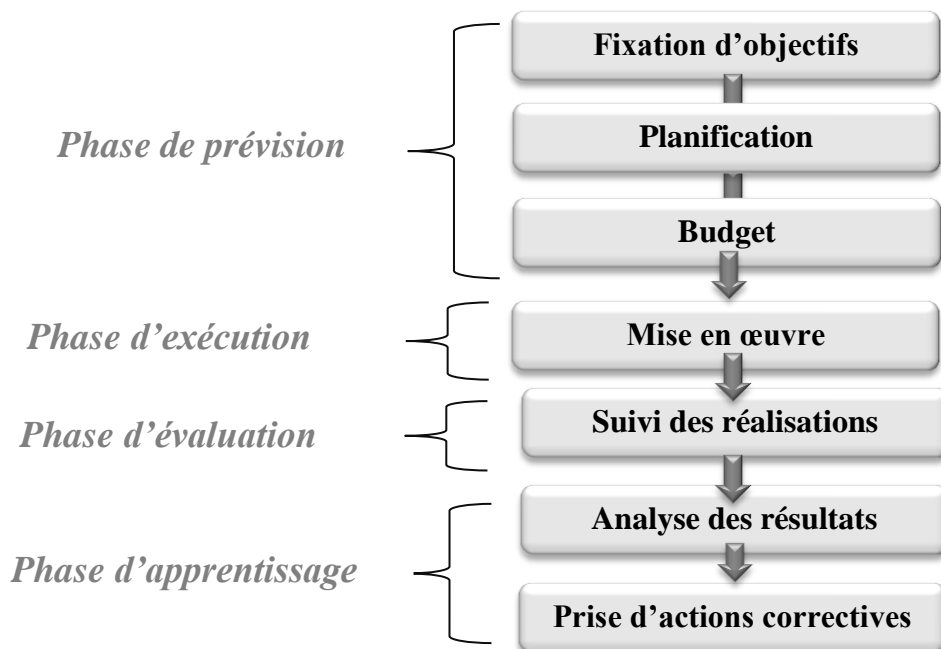 Phase de prévision
Fixation d’objectifs
Planification
Budget
Phase d’exécution
Mise en œuvre
Phase d’évaluation
Suivi des réalisations
Phase d’apprentissage
Analyse des résultats
Prise d’actions correctives